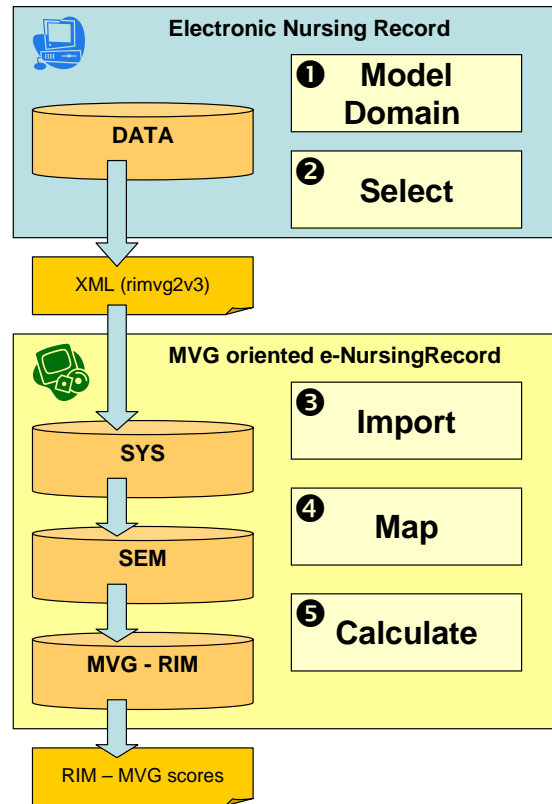 Electronic Nursing Record
❶ Model
Domain
DATA
❷ Select
XML (rimvg2v3)
MVG oriented e-NursingRecord
❸ Import
SYS
❹ Map
SEM
❺ Calculate
MVG - RIM
RIM – MVG scores